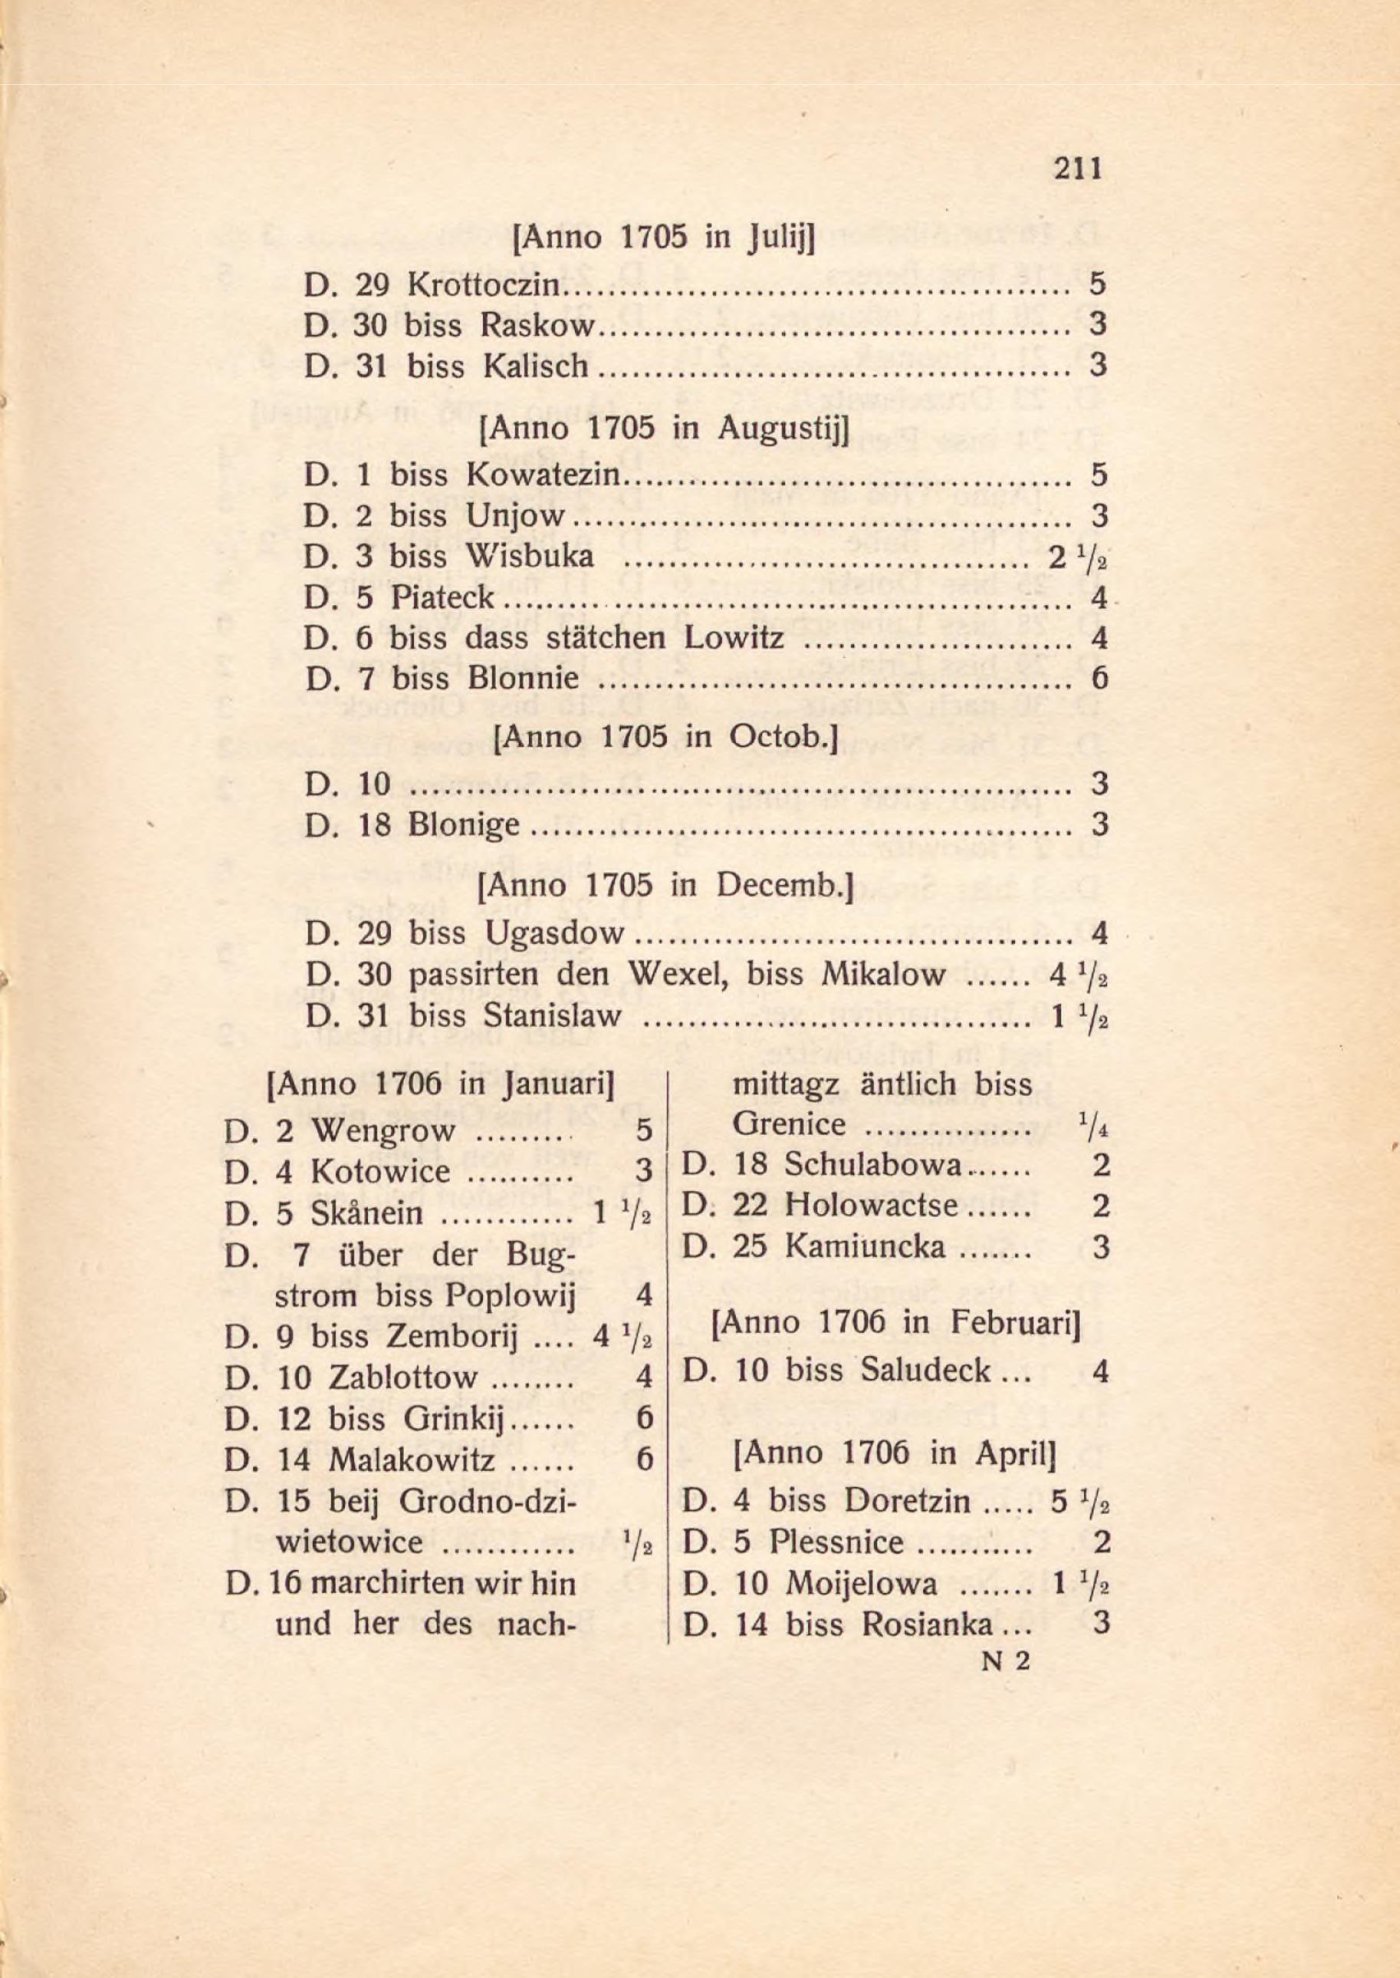 211
[Anno 1705 in Julij]
D. 29 Krottoczin............................................. 5
D. 30 biss Raskow.......................................... 3
D. 31 biss Kalisch.......................................... 3
[Anno 1705 in Augustij]
D. 1 biss Kowatezin........................................ 5
D. 2 biss Unjow............................................ 3
D. 3 biss Wisbuka .................................... 2 1/2
D. 5 Piateck.................................................. 4
D. 6 biss dass stätchen Lowitz ........................ 4
D. 7 biss Blonnie .......................................... 6
[Anno 1705 in Octob.]
D. 10 .......................................................... 3
D. 18 Blonige................................................ 3
[Anno 1705 in Decemb.]
D. 29 biss Ugasdow....................................... 4
D. 30 passirten den Wexel, biss Mikalow ...... 4 1/2
D. 31 biss Stanislaw .................................. 1 1/2
[Anno 1706 in Januari]
D. 2 Wengrow ......... 5
D. 4 Kotowice .......... 3
D. 5 Skånein ............ 1 1/2
D. 7 über der Bug-
strom biss Poplowij 4
D. 9 biss Zemborij .... 4 1/2
D. 10 Zablottow ........ 4
D. 12 biss Grinkij...... 6
D. 14 Malakowitz ...... 6
D. 15 beij Grodno-dzi-
wietowice ............ 1/2
D. 16 marchirten wir hin
und her des nach-
mittagz äntlich biss
Grenice ............... 1/4
D. 18 Schulabowa...... 2
D. 22 Holowactse...... 2
D. 25 Kamiuncka ....... 3
[Anno 1706 in Februari]
D. 10 biss Saludeck... 4
[Anno 1706 in April]
D. 4 biss Doretzin ..... 5 1/2
D. 5 Plessnice ........... 2
D. 10 Moijelowa ....... 1 1/2
D. 14 biss Rosianka... 3
N 2